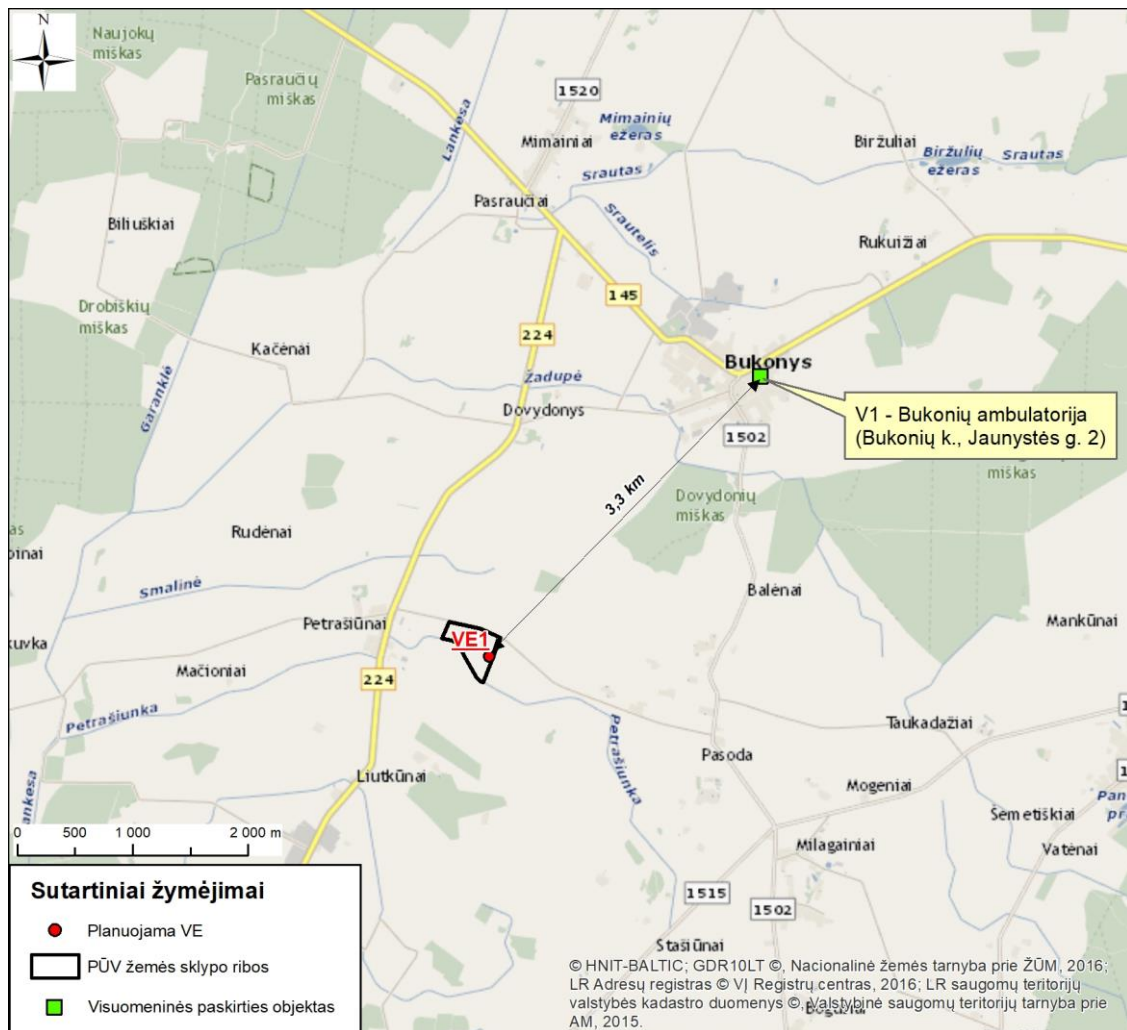 N
Naujokų
miškas
Pasraučių
miškas
Lankesa
1520
Mimainių
ežeras
Mimainiai
Biržuliai
Biržulių
ežeras
Srautas
Srautas
Pasraučiai
Srautelis
Biliuškiai
Rukuižiai
145
Drobiškių
miškas
224
Kačėnai
Bukonys
Garanklė
Žadupė
Dovydonys
V1 - Bukonių ambulatorija
(Bukonių k., Jaunystės g. 2)
1502
miškas
3,3 km
Dovydonių
miškas
Rudėnai
Smalinė
Balėnai
Mankūnai
Petrašiūnai
VE1
Mačioniai
224
Petrašiunka
Petrašiunka
Taukadažiai
Pasoda
Liutkūnai
Mogeniai
Šėmetiškiai
Milagainiai
Vatėnai
0 500 1 000 2 000 m
1515
1502
Stašiūnai
Sutartiniai žymėjimai
Planuojama VE
PŪV žemės sklypo ribos
Visuomeninės paskirties objektas
© HNIT-BALTIC; GDR10LT ©, Nacionalinė žemės tarnyba prie ŽŪM, 2016;
LR Adresų registras © VĮ Registrų centras, 2016; LR saugomų teritorijų
valstybės kadastro duomenys ©, Valstybinė saugomų teritorijų tarnyba prie
AM, 2015.